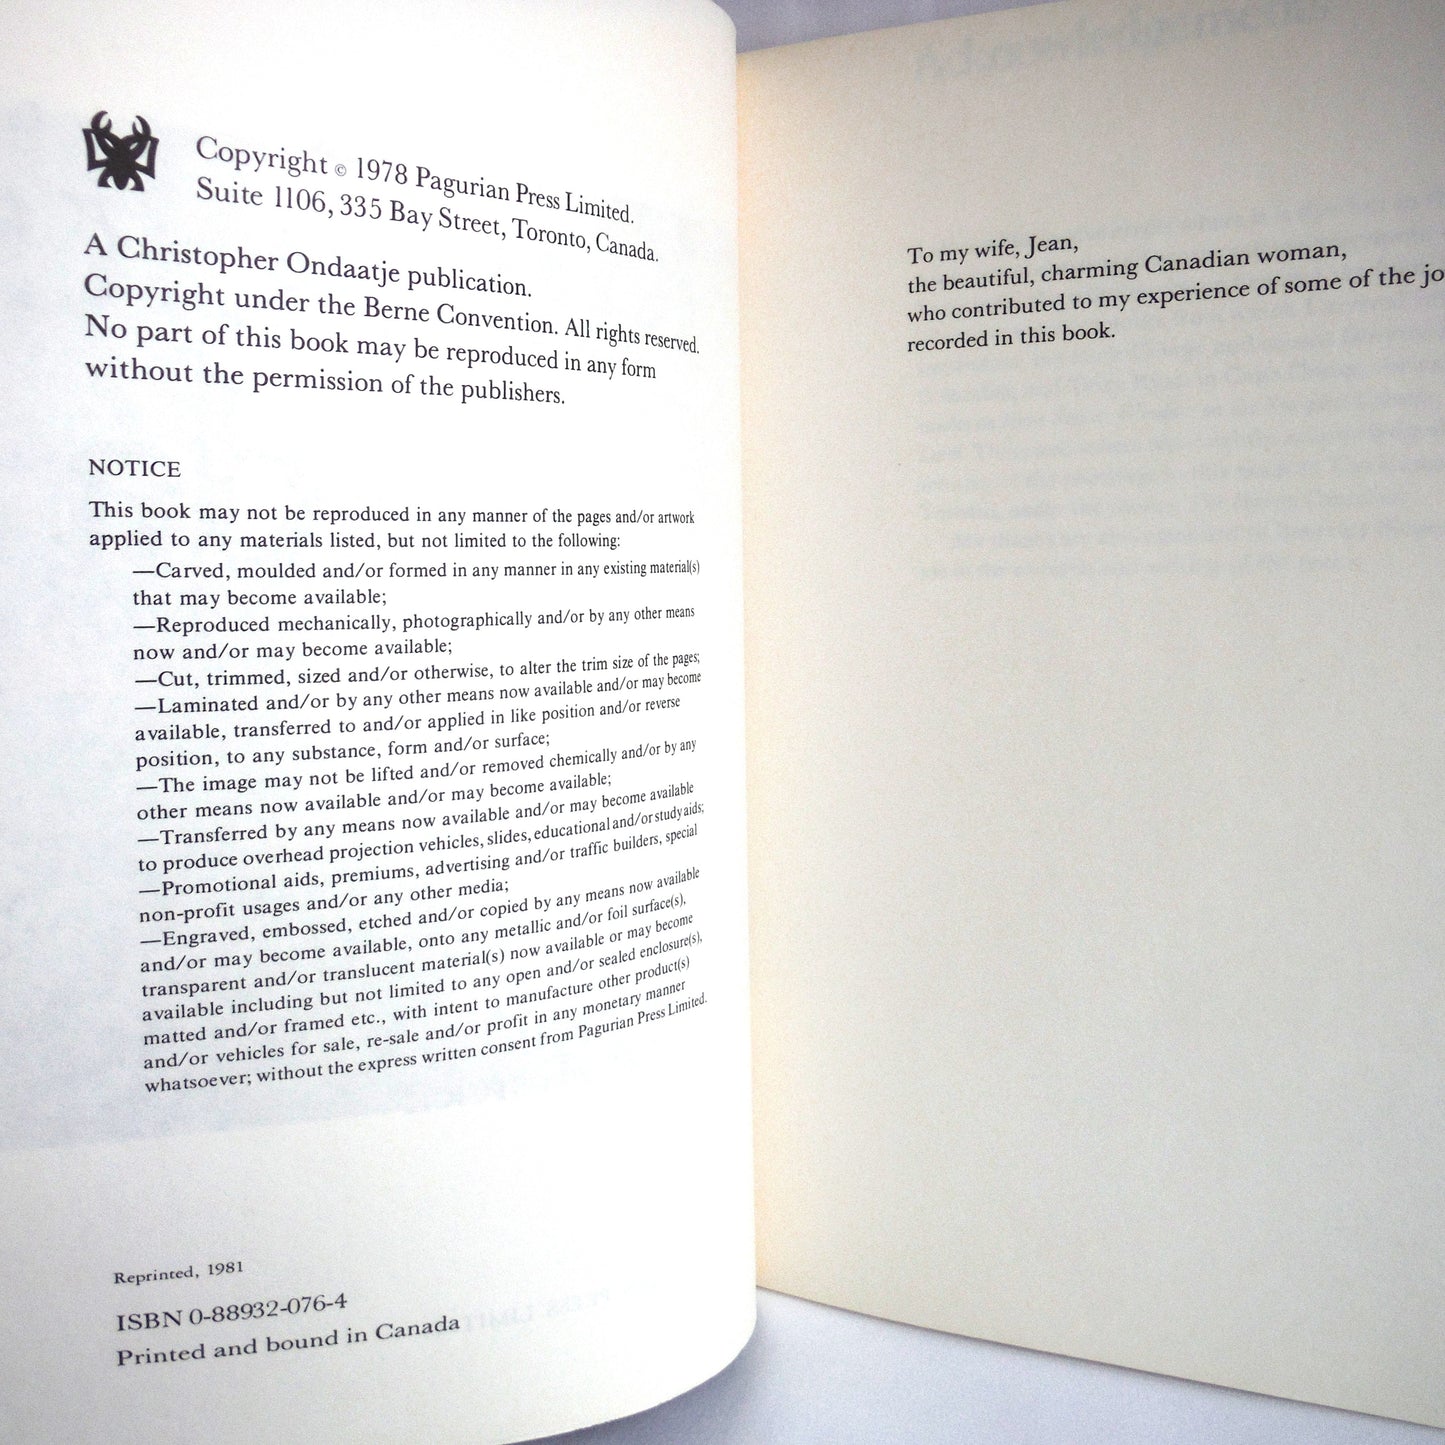 Copyright © 1978 Pagurian Press Limited.
Suite 1106, 335 Bay Street, Toronto, Canada.
A Christopher Ondaatje publication.
Copyright under the Berne Convention. All rights reserved.
No part of this book may be reproduced in any form
without the permission of the publishers.
NOTICE
This book may not be reproduced in any manner of the pages and/or artwork
applied to any materials listed, but not limited to the following:
—Carved, moulded and/or formed in any manner in any existing material(s)
that may become available;
—Reproduced mechanically, photographically and/or by any other means
now and/or may become available;
—Cut, trimmed, sized and/or otherwise, to alter the trim size of the pages;
—Laminated and/or by any other means now available and/or may become
available, transferred to and/or applied in like position and/or reverse
position, to any substance, form and/or surface;
—The image may not be lifted and/or removed chemically and/or by any
other means now available and/or may become available;
—Transferred by any means now available and/or may become available
to produce overhead projection vehicles, slides, educational and/or study aids;
—Promotional aids, premiums, advertising and/or traffic builders, special
non-profit usages and/or any other media;
—Engraved, embossed, etched and/or copied by any means now available
and/or may become available, onto any metallic and/or foil surface(s),
transparent and/or translucent material(s) now available or may become
available including but not limited to any open and/or sealed enclosure(s),
matted and/or framed etc., with intent to manufacture other product(s)
and/or vehicles for sale, re-sale and/or profit in any monetary manner
whatsoever; without the express written consent from Pagurian Press Limited.
Reprinted, 1981
ISBN 0-88932-076-4
Printed and bound in Canada
To my wife, Jean,
the beautiful, charming Canadian woman,
who contributed to my experience of some of the
recorded in this book.